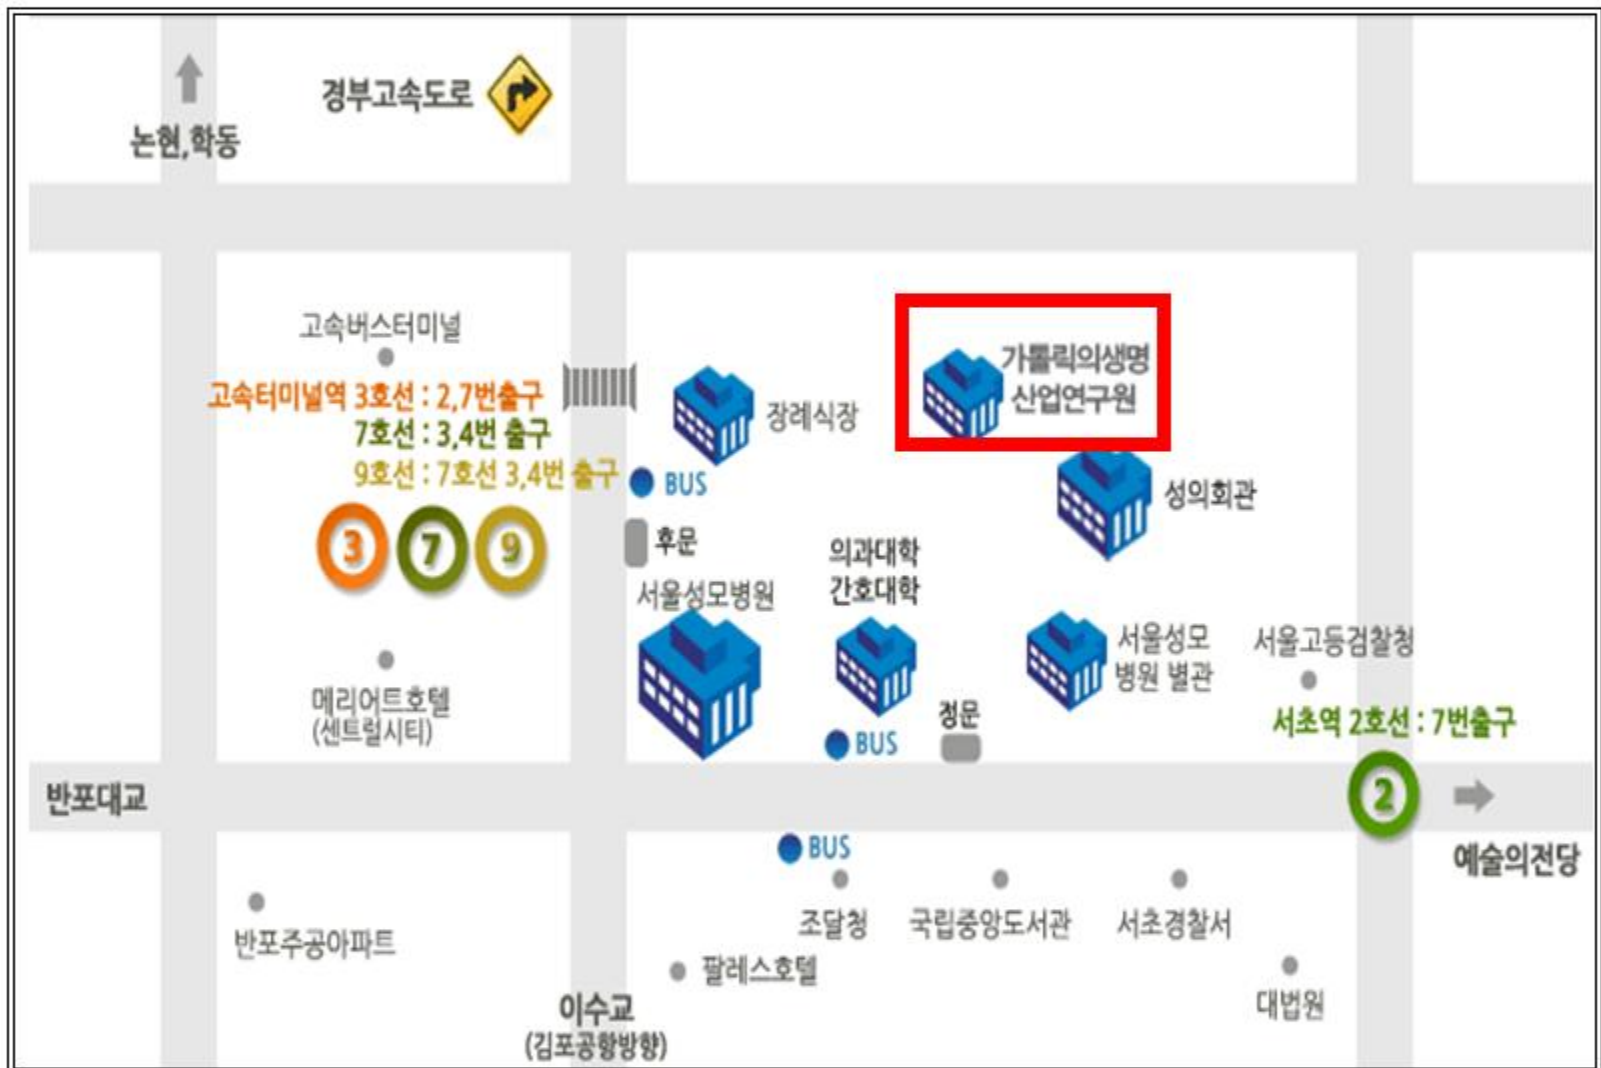 경부고속도로
논현,학동
고속버스터미널
고속터미널역 3호선 : 2,7번출구
7호선 : 3,4번 출구
9호선 : 7호선 3,4번 출구
3 7 9
장례식장
가톨릭의생명
산업연구원
BUS
성의회관
후문
의과대학
간호대학
서울성모병원
서울성모
병원 별관
서울고등검찰청
메리어트호텔
(센트럴시티)
정문
BUS
서초역 2호선 : 7번출구
반포대교
2
예술의전당
BUS
조달청
국립중앙도서관
서초경찰서
반포주공아파트
팔레스호텔
대법원
이수교
(김포공항방향)